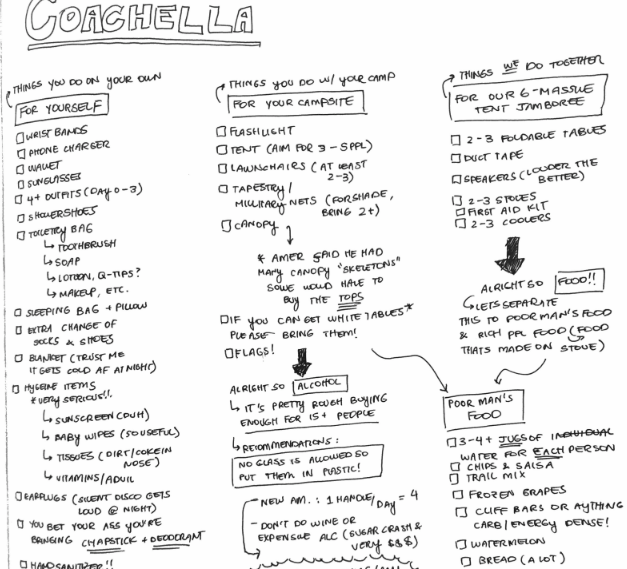 COACHELLA
THINGS YOU DO ON YOUR OWN
FOR YOURSELF
WRIST BANDS
PHONE CHARGER
WALLET
SUNGLASSES
4+ OUTFITS (DAY 0-3)
SHOWERSHOES
TOILETRY BAG
TOOTHBRUSH
SOAP
LOTION, Q-TIPS?
MAKEUP, ETC.
SLEEPING BAG + PILLOW
EXTRA CHANGE OF
SOCKS & SHOES
BLANKET (TRUST ME
IT GETS COLD AF AT NIGHT)
HYGEINE ITEMS
*VERY SERIOUS!!
SUNSCREEN (DUH)
BABY WIPES (SO USEFUL)
TISSUES (DIRT/COKEIN
NOSE)
VITAMINS/ADVIL
EARPLUGS (SILENT DISCO GETS
LOUD @ NIGHT)
YOU BET YOUR ASS YOU'RE
BRINGING CHAPSTICK + DEODORANT
HAND SANITIZER!!
THINGS YOU DO W/ YOUR CAMP
FOR YOUR CAMPSITE
FLASHLIGHT
TENT (AIM FOR 3-5PPL)
LAWNCHAIRS (AT LEAST
2-3)
TAPESTRY/
MILLITARY NETS (FOR SHADE,
BRING 2+)
CANOPY
* AMER SAID HE HAD
MANY CANOPY "SKELETONS"
SO WE WOULD HAVE TO
BUY THE TOPS
IF YOU CAN GET WHITE TABLES*
PLEASE BRING THEM!
FLAGS!
ALRIGHT SO ALCOHOL
IT'S PRETTY ROUGH BUYING
ENOUGH FOR 15+ PEOPLE
RECOMMENDATIONS:
NO GLASS IS ALLOWED SO
PUT THEM IN PLASTIC!
- NEW AM.: 1 HANDLE/DAY = 4
- DON'T DO WINE OR
EXPENSIVE ALC (SUGAR CRASH &
VERY $$$)
THINGS WE DO TOGETHER
FOR OUR 6-MASSIVE
TENT JAMBOREE
2-3 FOLDABLE TABLES
DUCT TAPE
SPEAKERS (LOUDER THE
BETTER)
2-3 STOVES
FIRST AID KIT
2-3 COOLERS
ALRIGHT SO FOOD!!
LETS SEPARATE
THIS TO POOR MAN'S FOOD
& RICH PPL FOOD (FOOD
THATS MADE ON STOVE)
POOR MAN'S
FOOD
3-4+ JUGS OF INDIVIDUAL
WATER FOR EACH PERSON
CHIPS & SALSA
TRAIL MIX
FROZEN GRAPES
CLIFF BARS OR AYTHING
CARB/ENERGY DENSE!
WATERMELON
BREAD (A LOT)